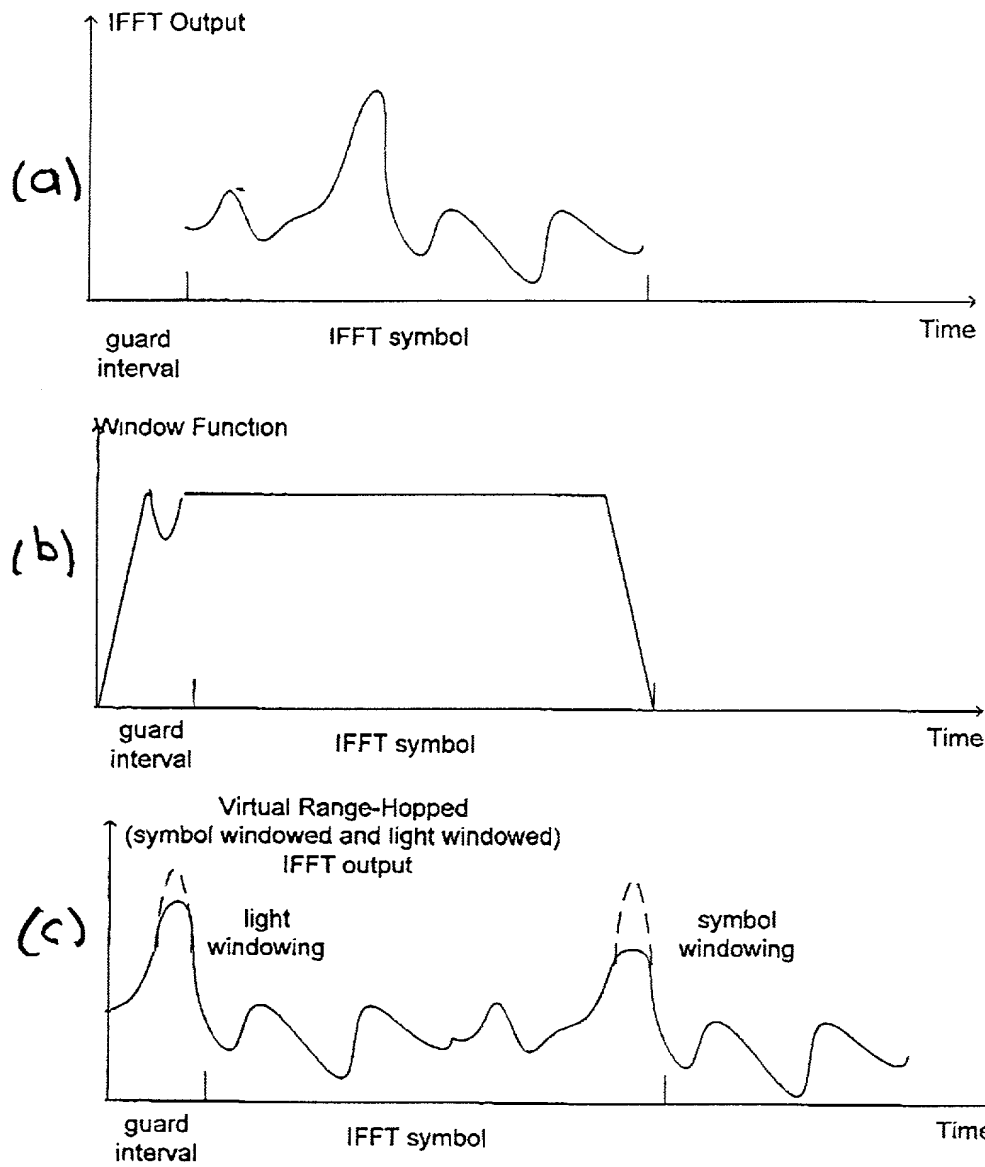 IFFT Output
(a)
guard
interval
IFFT symbol
Time
Window Function
(b)
guard
interval
IFFT symbol
Time
Virtual Range-Hopped
(symbol windowed and light windowed)
IFFT output
(c)
light
windowing
symbol
windowing
guard
interval
IFFT symbol
Time